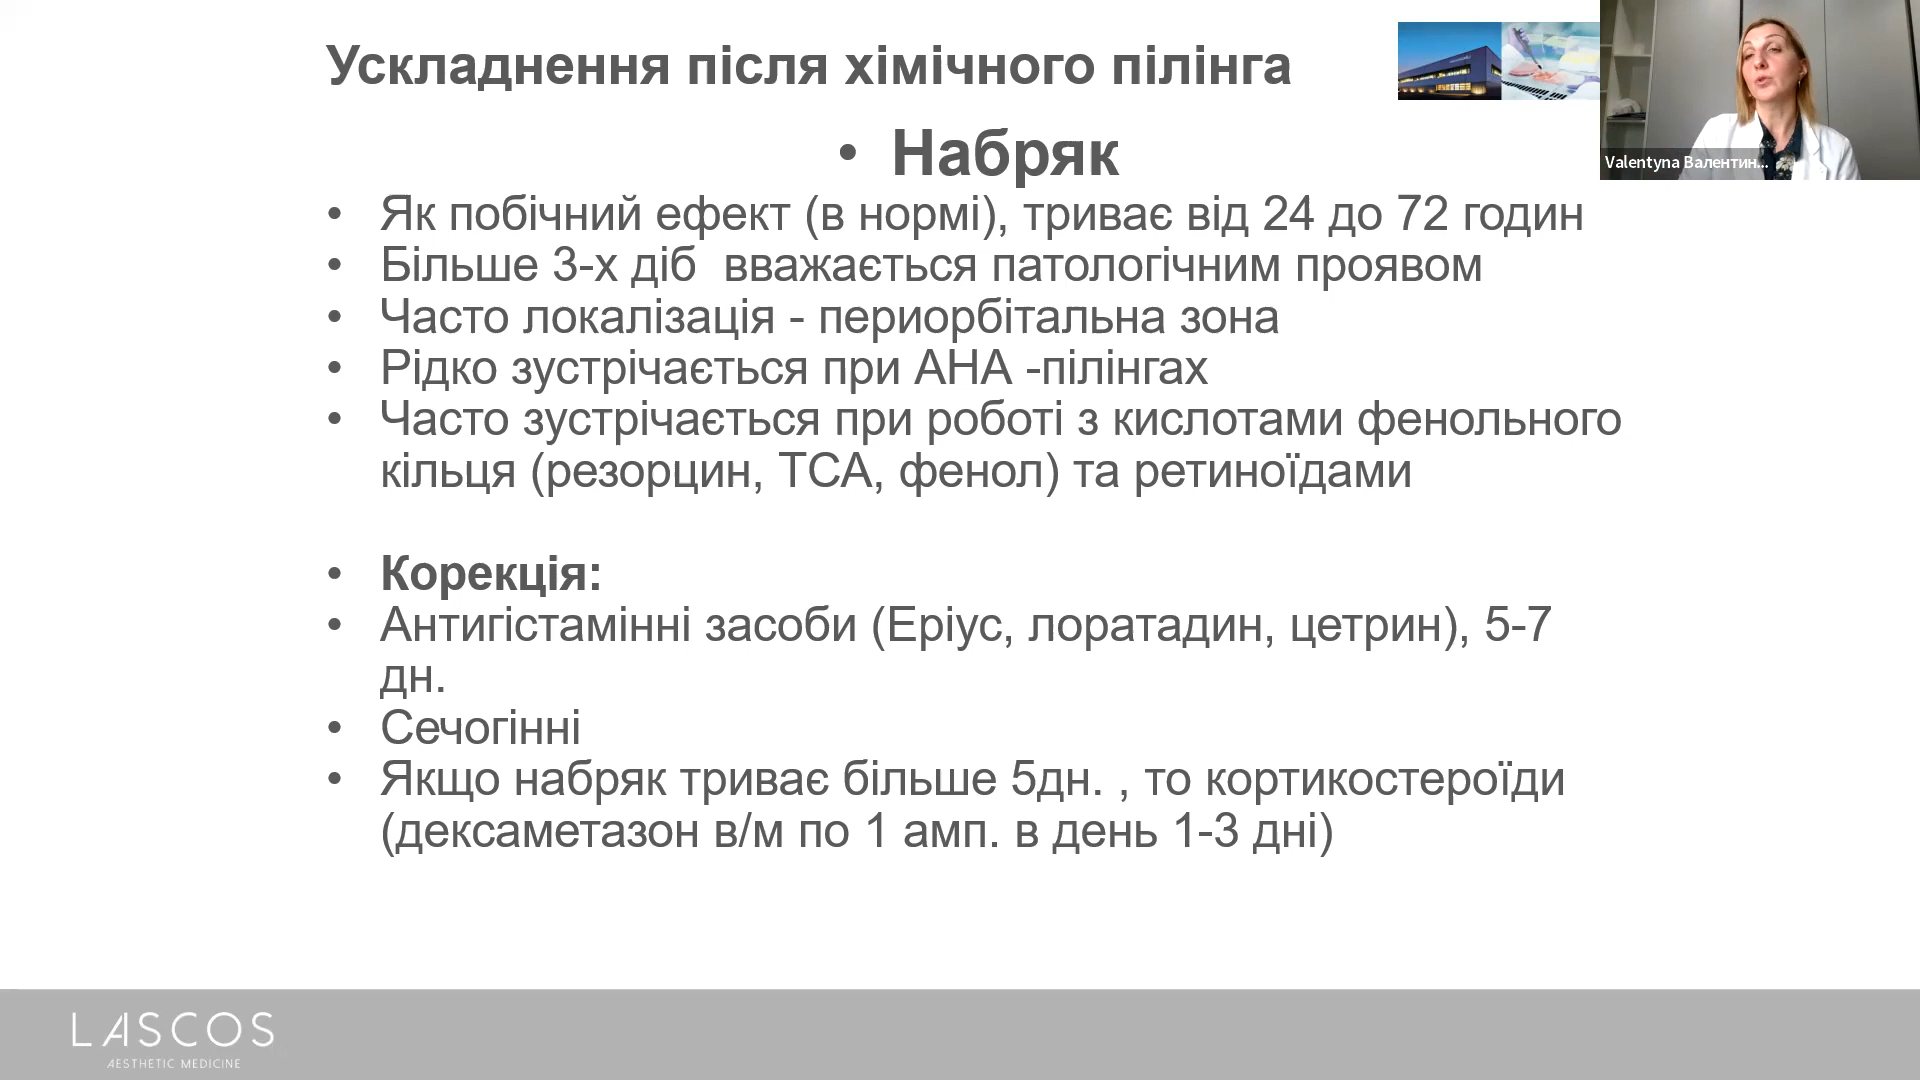 Ускладнення після хімічного пілінга
• Набряк
• Як побічний ефект (в нормі), триває від 24 до 72 годин
• Більше 3-х діб  вважається патологічним проявом
• Часто локалізація - периорбітальна зона
• Рідко зустрічається при АНА -пілінгах
• Часто зустрічається при роботі з кислотами фенольного
кільця (резорцин, ТСА, фенол) та ретиноїдами
• Корекція:
• Антигістамінні засоби (Еріус, лоратадин, цетрин), 5-7
дн.
• Сечогінні
• Якщо набряк триває більше 5дн. , то кортикостероїди
(дексаметазон в/м по 1 амп. в день 1-3 дні)
Valentyna Валентин...
LASCOS
AESTHETIC MEDICINE